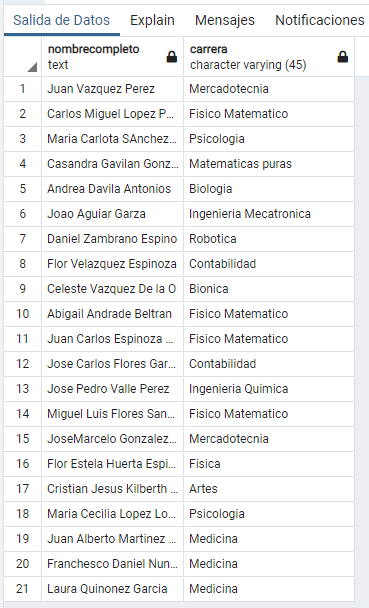 Salida de Datos Explain Mensajes Notificaciones
nombrecompleto carrera
text character varying (45)
1 Juan Vazquez Perez Mercadotecnia
2 Carlos Miguel Lopez P... Fisico Matematico
3 Maria Carlota SAnchez... Psicologia
4 Casandra Gavilan Gonz... Matematicas puras
5 Andrea Davila Antonios Biologia
6 Joao Aguiar Garza Ingenieria Mecatronica
7 Daniel Zambrano Espino Robotica
8 Flor Velazquez Espinoza Contabilidad
9 Celeste Vazquez De la O Bionica
10 Abigail Andrade Beltran Fisico Matematico
11 Juan Carlos Espinoza ... Fisico Matematico
12 Jose Carlos Flores Gar... Contabilidad
13 Jose Pedro Valle Perez Ingenieria Quimica
14 Miguel Luis Flores San... Fisico Matematico
15 JoseMarcelo Gonzalez... Mercadotecnia
16 Flor Estela Huerta Espi... Fisica
17 Cristian Jesus Kilberth ... Artes
18 Maria Cecilia Lopez Lo... Psicologia
19 Juan Alberto Martinez ... Medicina
20 Franchesco Daniel Nun... Medicina
21 Laura Quinonez Garcia Medicina